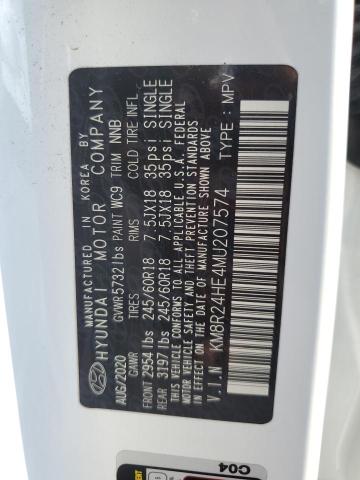 MANUFACTURED IN KOREA BY
HYUNDAI MOTOR COMPANY
AUG/2020 GVWR 5732 lbs PAINT WC9 TRIM NNB
GAWR TIRES RIMS COLD TIRE INFL.
FRONT 2954 lbs 245/60R18 7.5JX18 35psi SINGLE
REAR 3197 lbs 245/60R18 7.5JX18 35psi SINGLE
THIS VEHICLE CONFORMS TO ALL APPLICABLE U.S.A. FEDERAL
MOTOR VEHICLE SAFETY & THEFT PREVENTION STANDARDS
IN EFFECT ON THE DATE OF MANUFACTURE SHOWN ABOVE
V.I.N KM8R24HE4MU207574 TYPE : MPV
C04